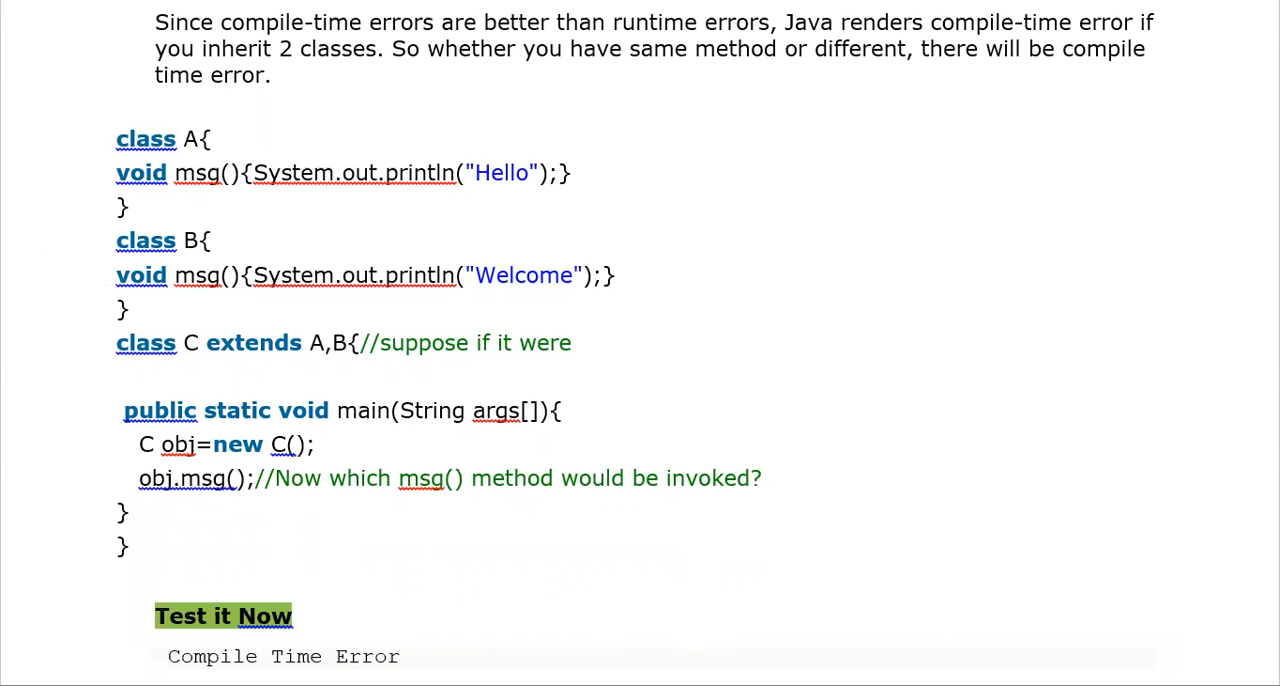 Since compile-time errors are better than runtime errors, Java renders compile-time error if
you inherit 2 classes. So whether you have same method or different, there will be compile
time error.
class A{
void msg(){System.out.println("Hello");}
}
class B{
void msg(){System.out.println("Welcome");}
}
class C extends A,B{//suppose if it were
public static void main(String args[]){
C obj=new C();
obj.msg();//Now which msg() method would be invoked?
}
}
Test it Now
Compile Time Error